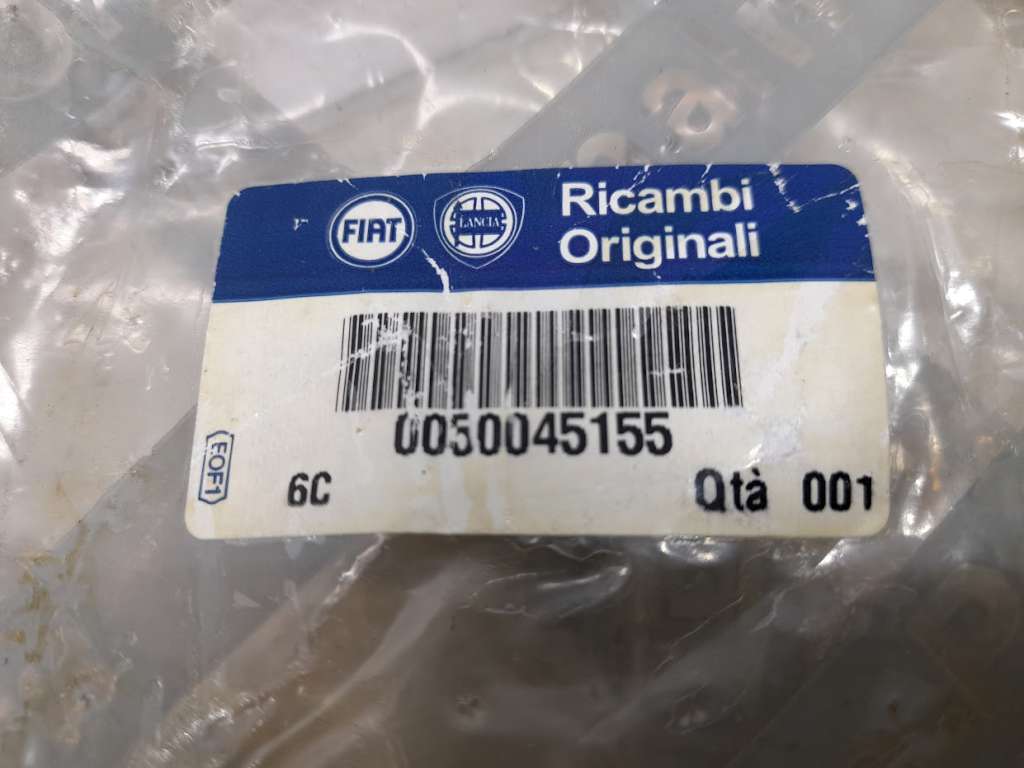 FIAT
LANCIA
Ricambi
Originali
0050045155
EOF1
6C
Qtà 001